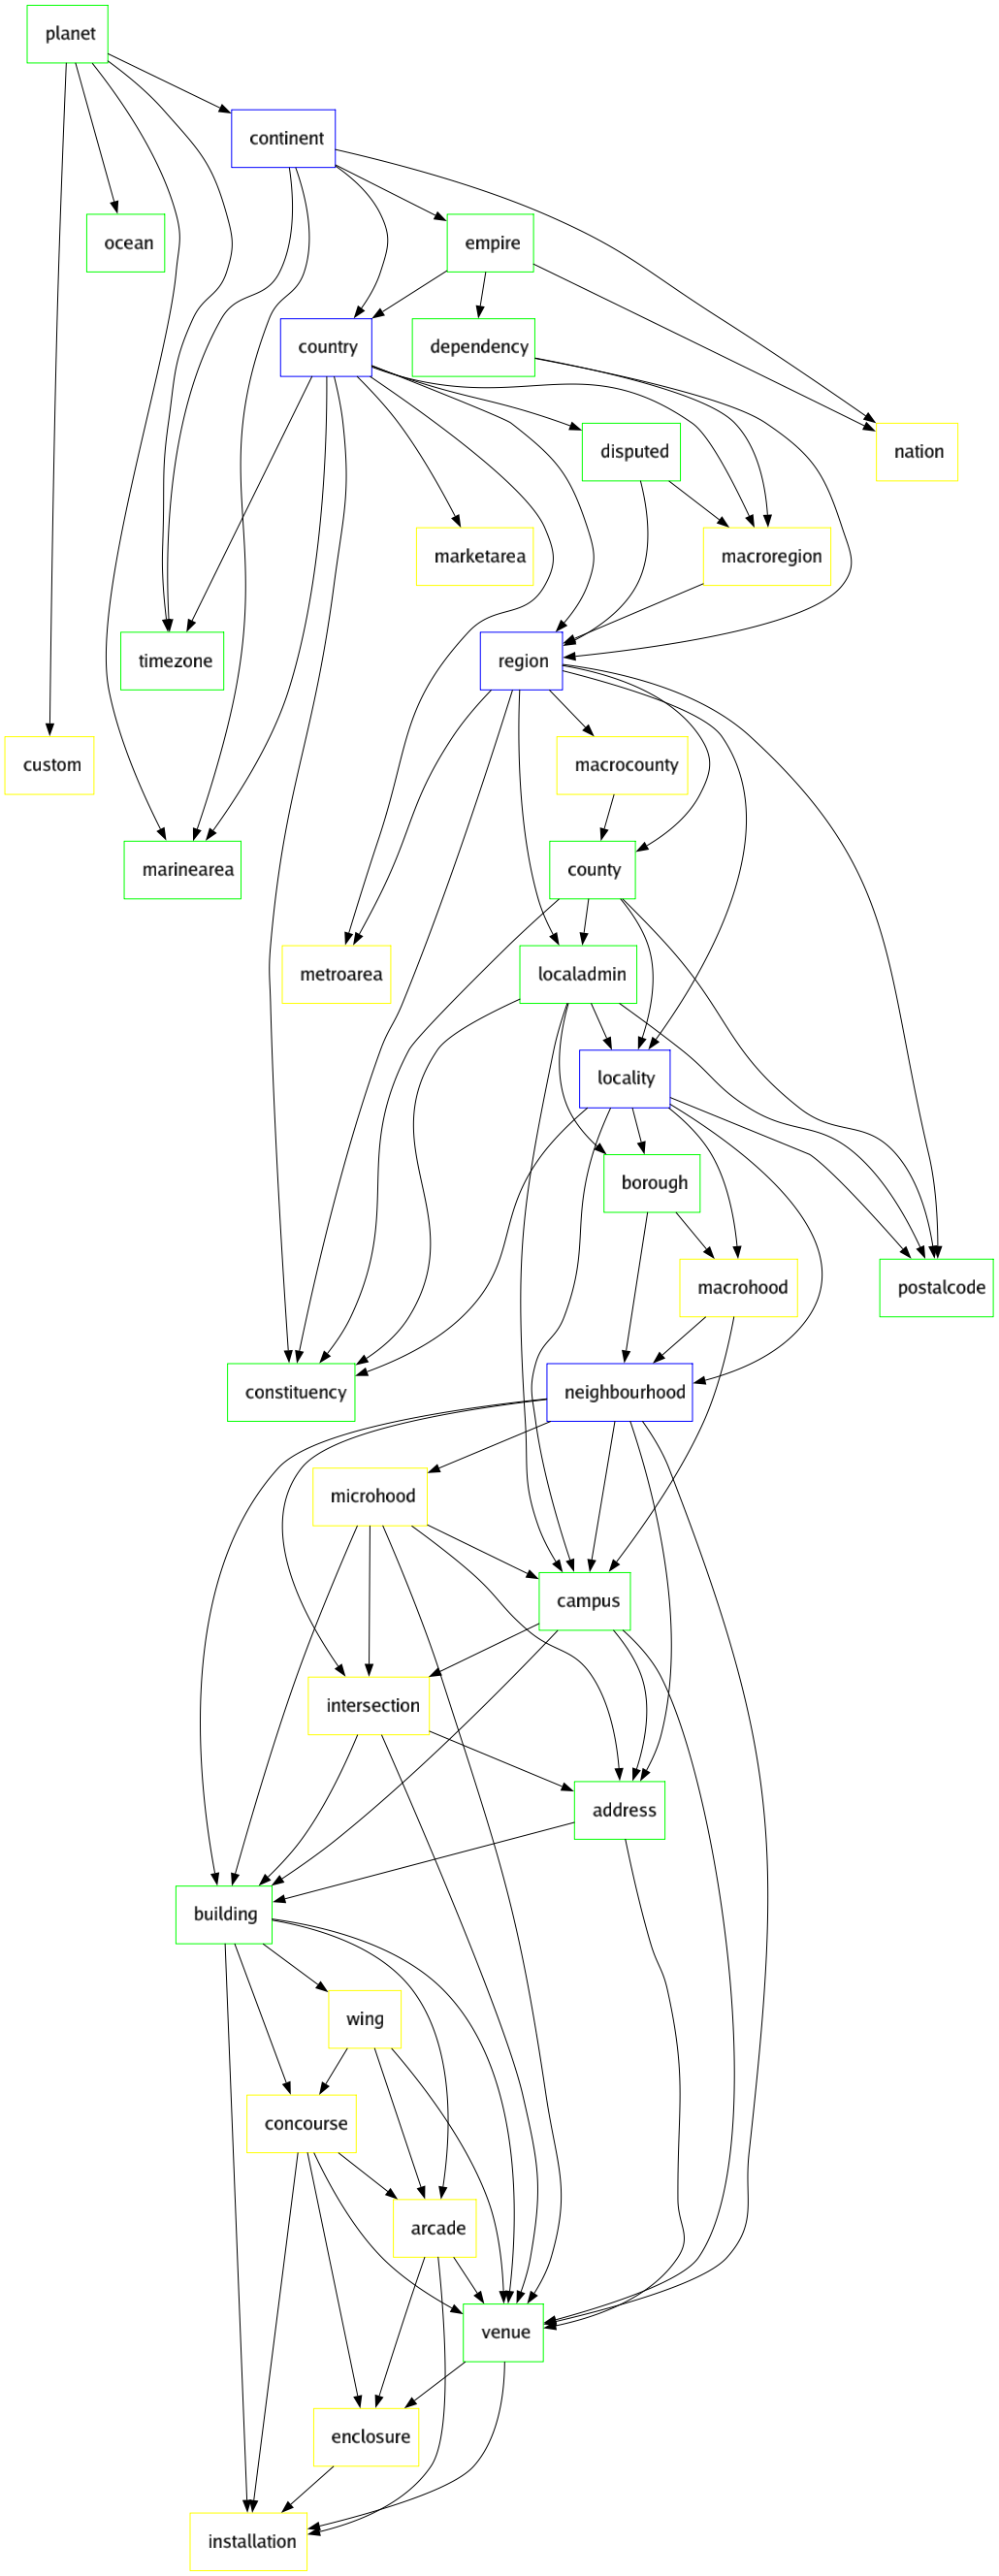 planet
continent
ocean
empire
country
dependency
disputed
nation
marketarea
macroregion
timezone
region
custom
macrocounty
marinearea
county
metroarea
localadmin
locality
borough
macrohood
postalcode
constituency
neighbourhood
microhood
campus
intersection
address
building
wing
concourse
arcade
venue
enclosure
installation